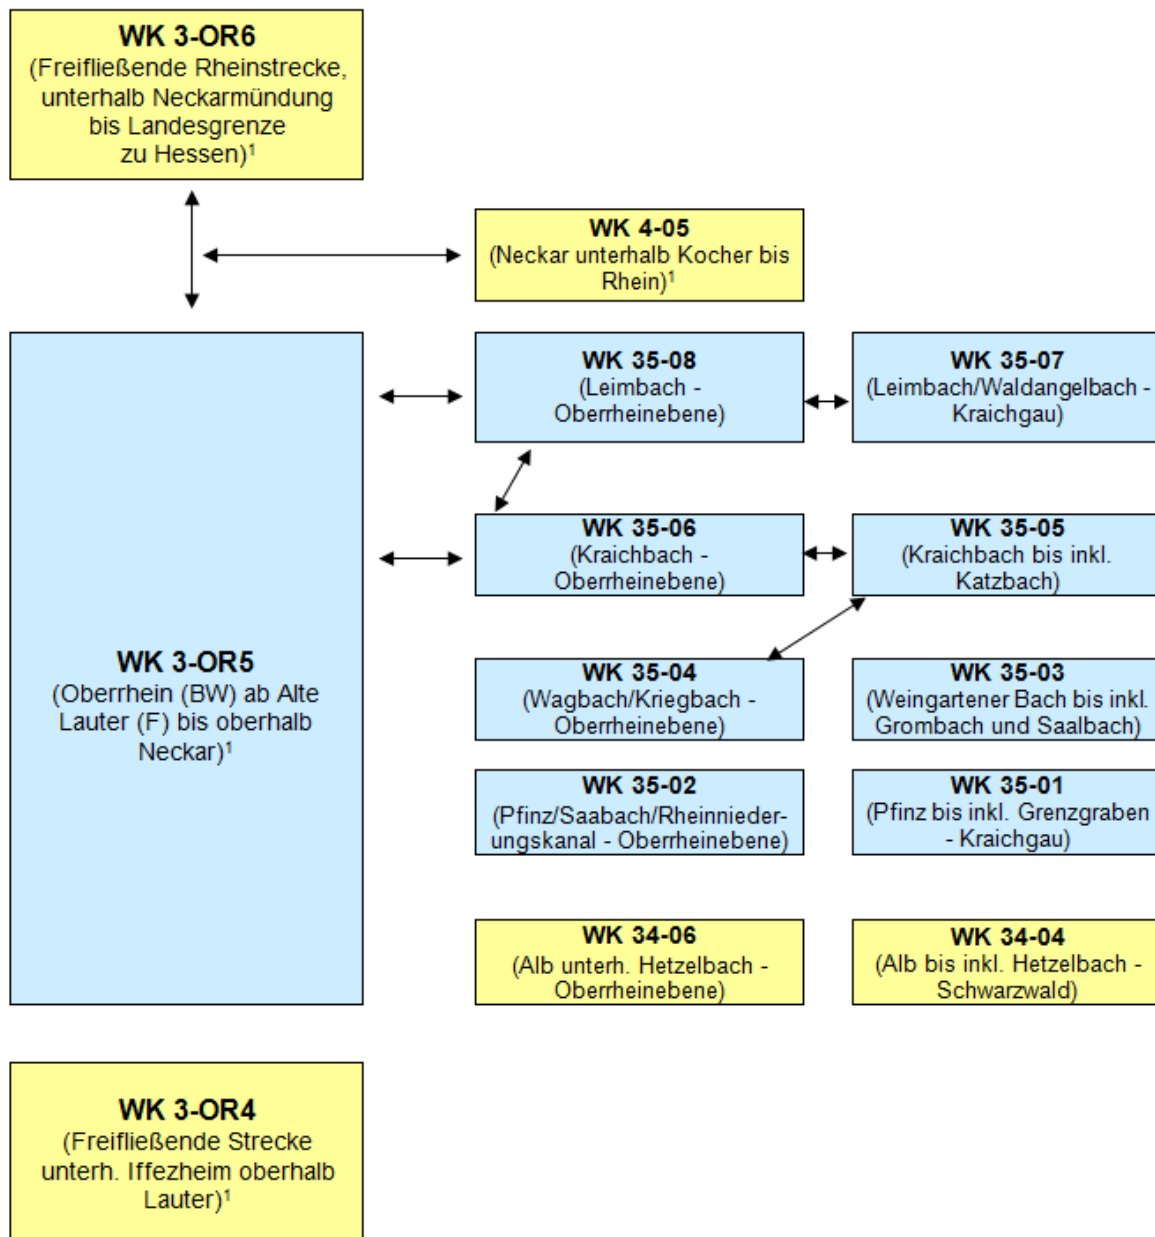 WK 3-OR6
(Freifließende Rheinstrecke,
unterhalb Neckarmündung
bis Landesgrenze
zu Hessen)¹
WK 4-05
(Neckar unterhalb Kocher bis
Rhein)¹
WK 35-08
(Leimbach -
Oberrheinebene)
WK 35-07
(Leimbach/Waldangelbach -
Kraichgau)
WK 35-06
(Kraichbach -
Oberrheinebene)
WK 35-05
(Kraichbach bis inkl.
Katzbach)
WK 3-OR5
(Oberrhein (BW) ab Alte
Lauter (F) bis oberhalb
Neckar)¹
WK 35-04
(Wagbach/Kriegbach -
Oberrheinebene)
WK 35-03
(Weingartener Bach bis inkl.
Grombach und Saalbach)
WK 35-02
(Pfinz/Saabach/Rheinnieder-
ungskanal - Oberrheinebene)
WK 35-01
(Pfinz bis inkl. Grenzgraben
- Kraichgau)
WK 34-06
(Alb unterh. Hetzelbach -
Oberrheinebene)
WK 34-04
(Alb bis inkl. Hetzelbach -
Schwarzwald)
WK 3-OR4
(Freifließende Strecke
unterh. Iffezheim oberhalb
Lauter)¹